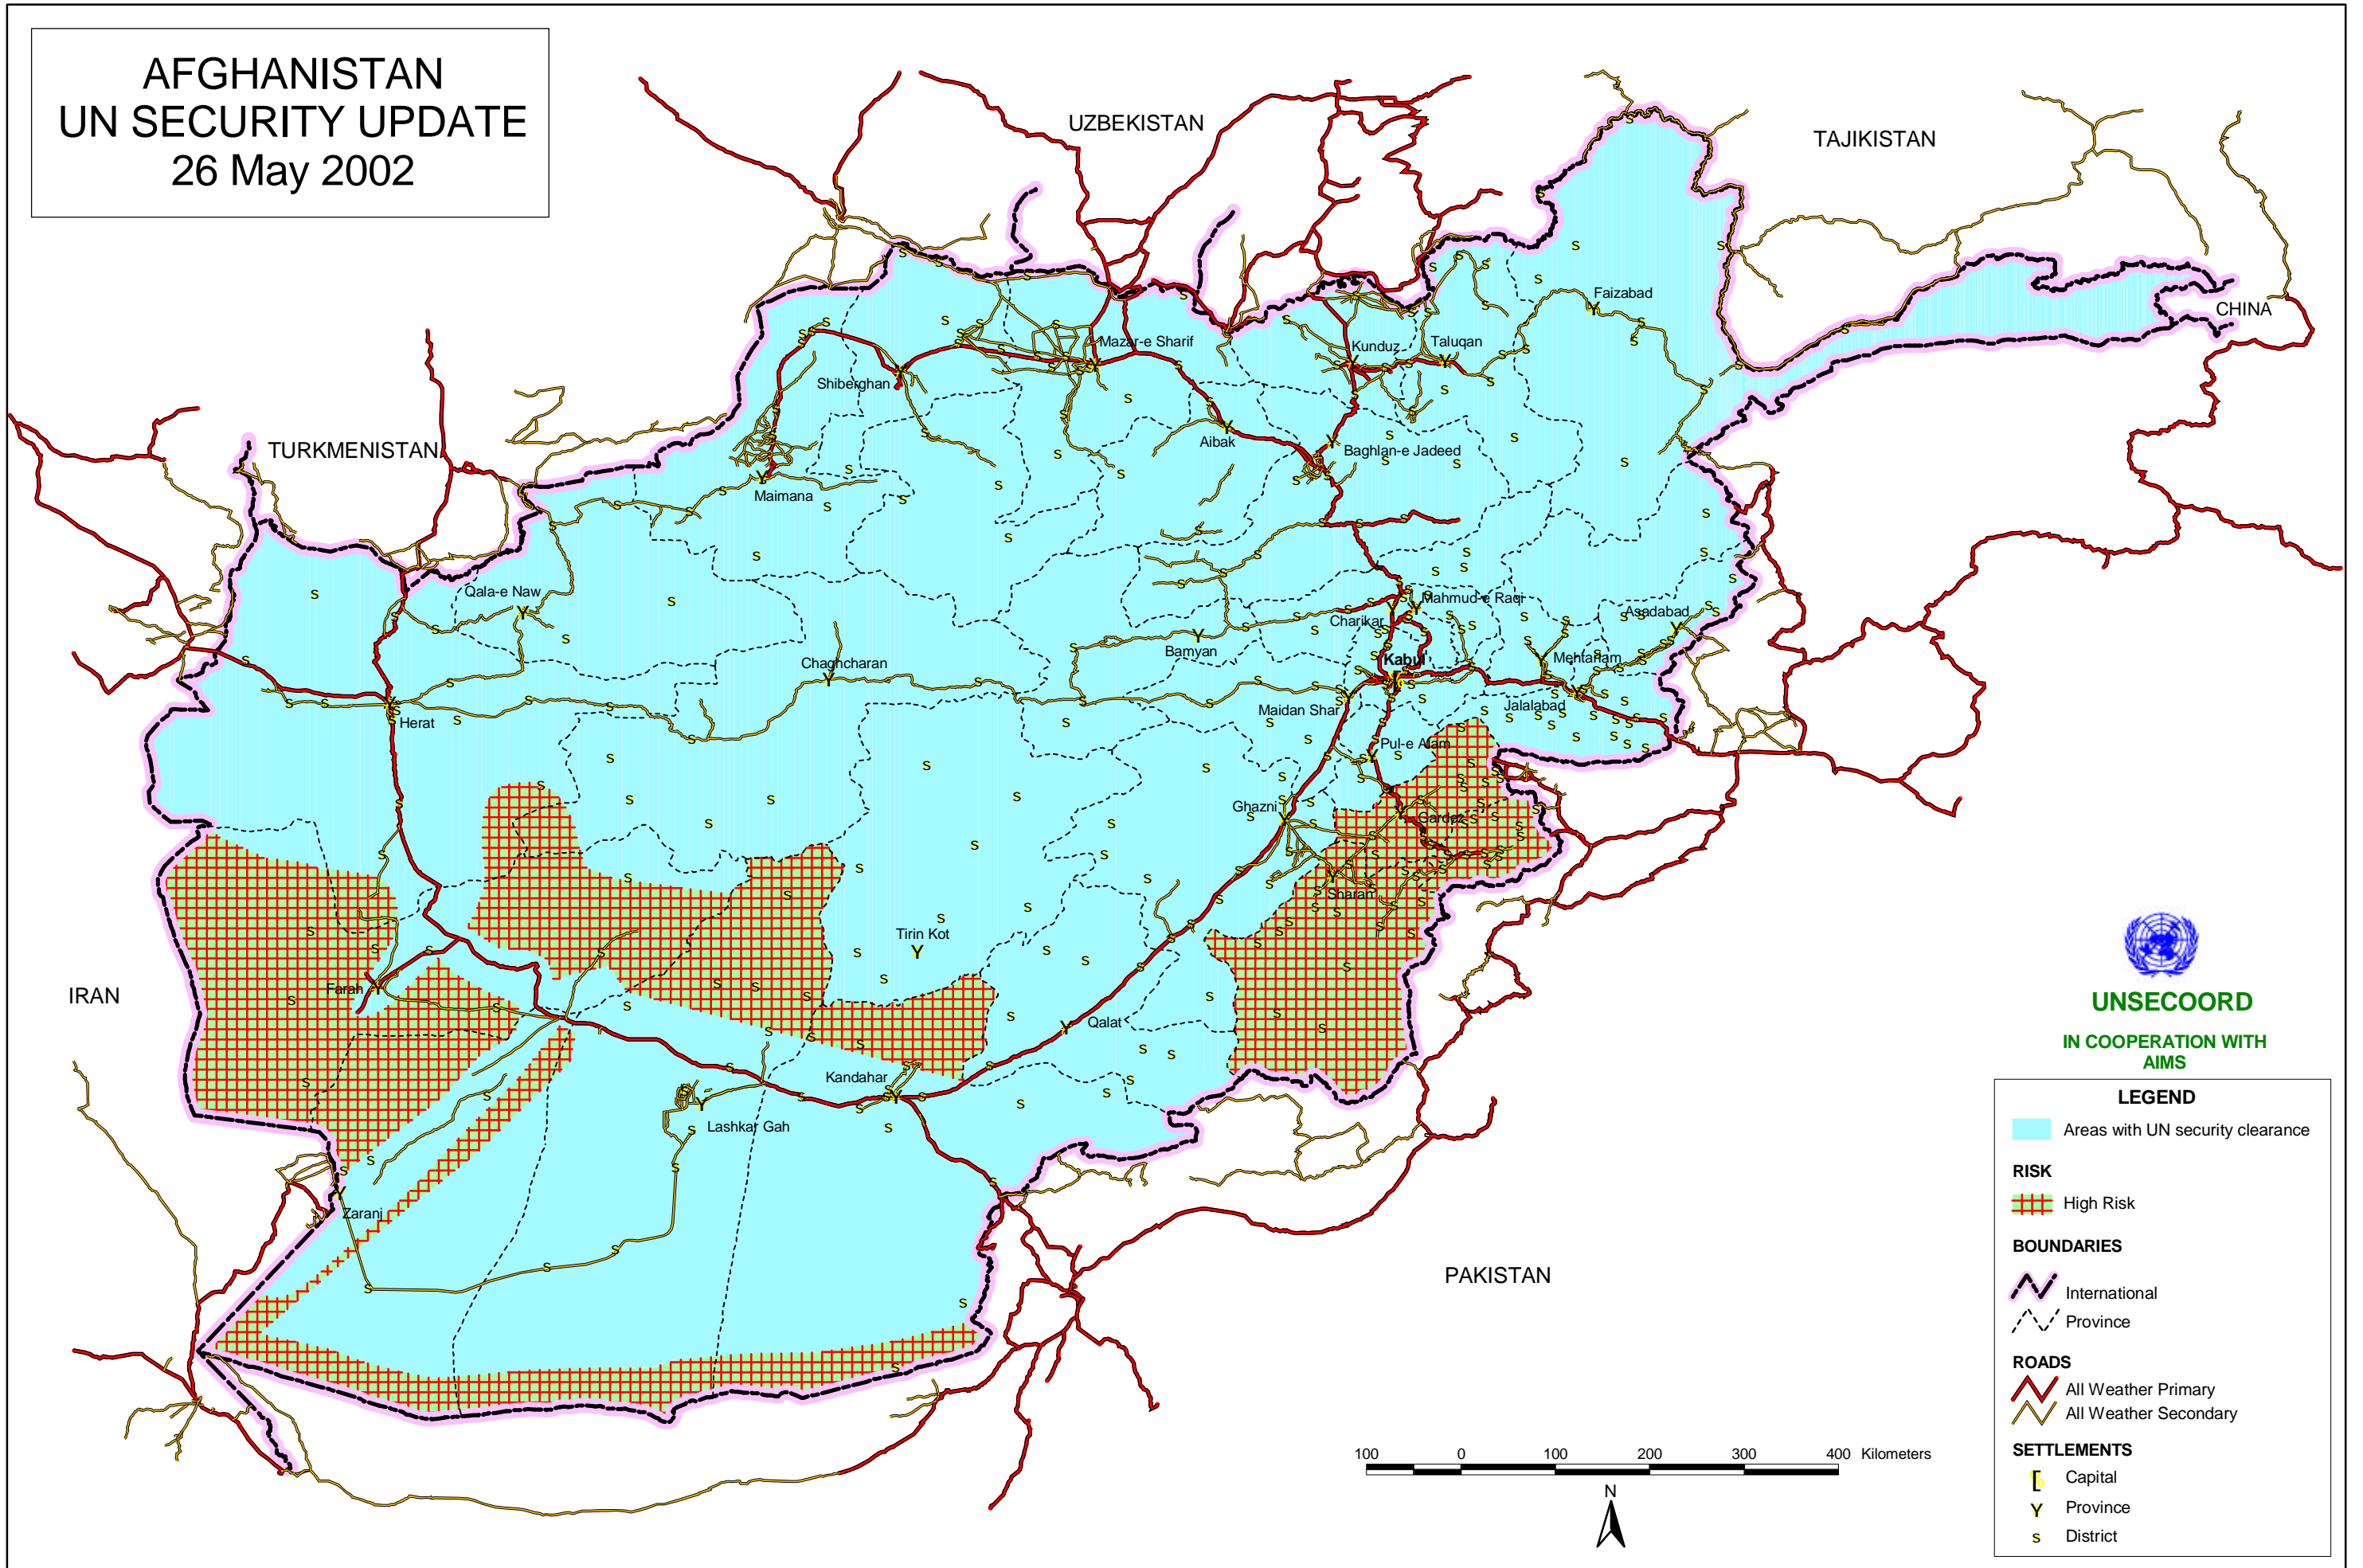 AFGHANISTAN
UN SECURITY UPDATE
26 May 2002
UZBEKISTAN
TAJIKISTAN
CHINA
TURKMENISTAN
IRAN
PAKISTAN
Faizabad
Mazar-e Sharif
Kunduz
Taluqan
Shiberghan
Aibak
Baghlan-e Jadeed
Maimana
Qala-e Naw
Mahmud-e Raqi
Asadabad
Charikar
Bamyan
Chaghcharan
Kabul
Mehtarlam
Herat
Maidan Shar
Jalalabad
Pul-e Alam
Ghazni
Gardez
Sharan
Tirin Kot
Farah
Qalat
Kandahar
Lashkar Gah
Zaranj
UNSECOORD
IN COOPERATION WITH
AIMS
LEGEND
Areas with UN security clearance
RISK
High Risk
BOUNDARIES
International
Province
ROADS
All Weather Primary
All Weather Secondary
SETTLEMENTS
Capital
Y Province
s District
100 0 100 200 300 400 Kilometers
N